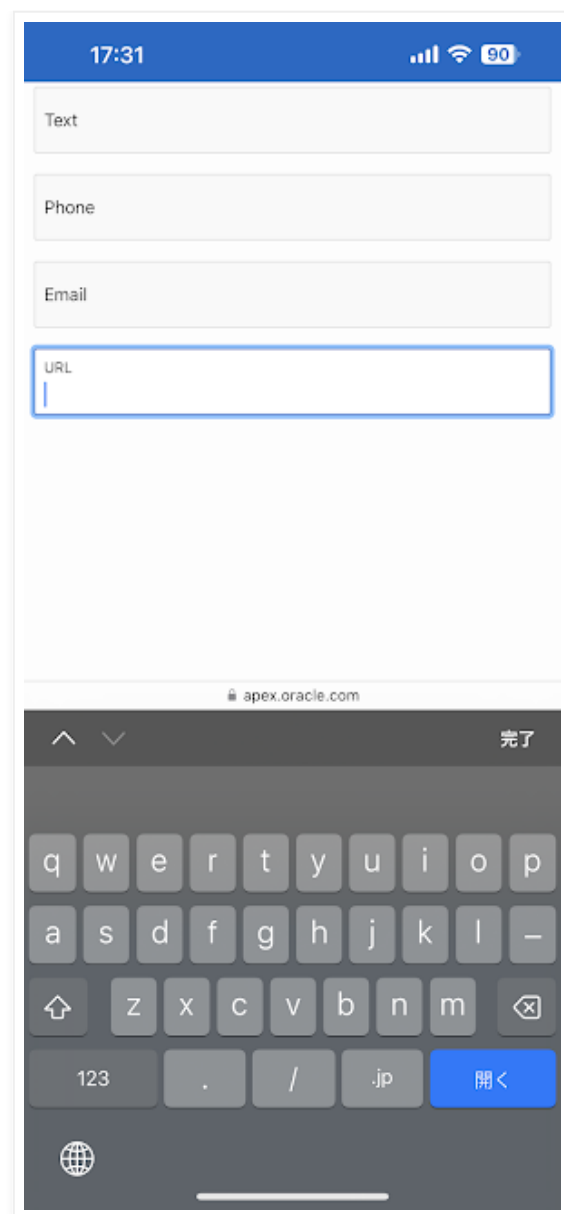 17:31 90
Text
Phone
Email
URL
apex.oracle.com
完了
q w e r t y u i o p
a s d f g h j k l –
z x c v b n m
123 . / .jp 開く